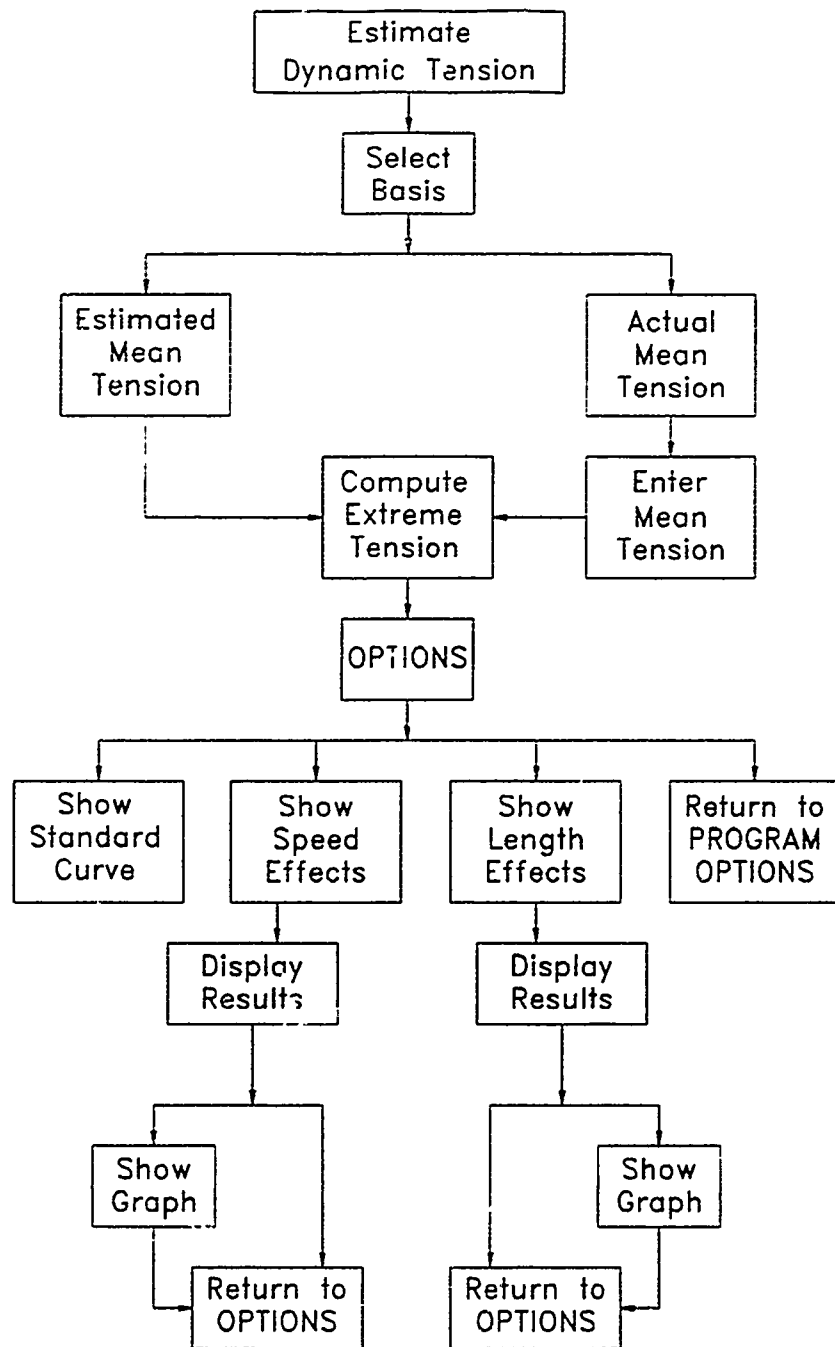 Estimate
Dynamic Tension
Select
Basis
Estimated
Mean
Tension
Actual
Mean
Tension
Compute
Extreme
Tension
Enter
Mean
Tension
OPTIONS
Show
Standard
Curve
Show
Speed
Effects
Show
Length
Effects
Return to
PROGRAM
OPTIONS
Display
Results
Display
Results
Show
Graph
Show
Graph
Return to
OPTIONS
Return to
OPTIONS